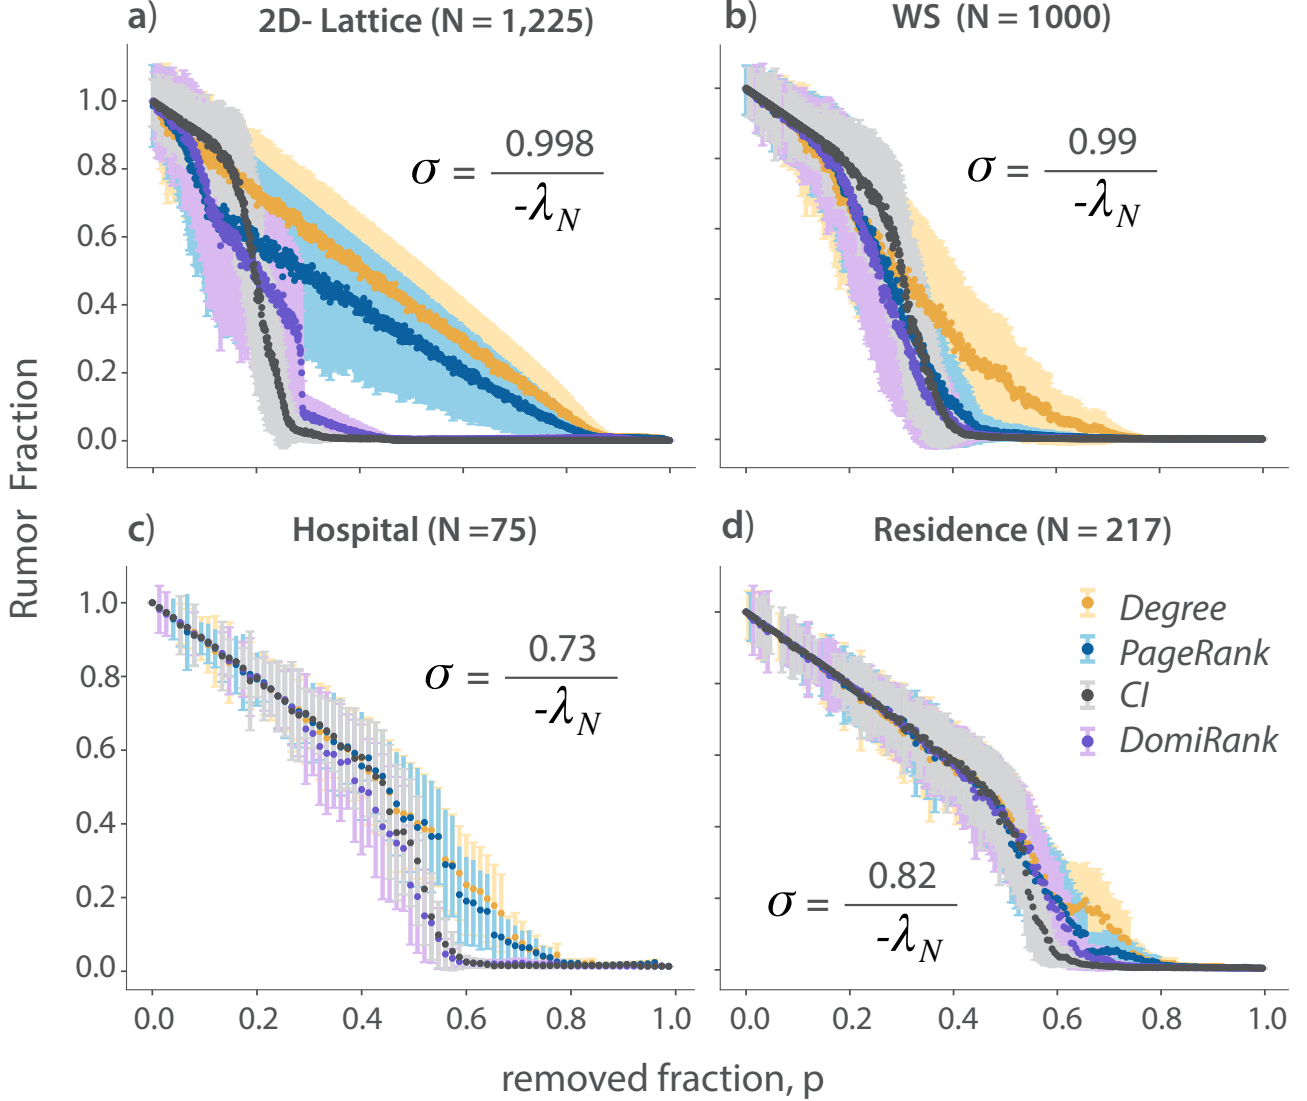 a) 2D- Lattice (N = 1,225)
b) WS (N = 1000)
1.0
0.8
0.6
0.4
0.2
0.0
σ = 0.998
-λN
σ = 0.99
-λN
Rumor Fraction
c) Hospital (N =75)
d) Residence (N = 217)
1.0
0.8
0.6
0.4
0.2
0.0
σ = 0.73
-λN
Degree
PageRank
CI
DomiRank
σ = 0.82
-λN
0.0 0.2 0.4 0.6 0.8 1.0
0.0 0.2 0.4 0.6 0.8 1.0
removed fraction, p